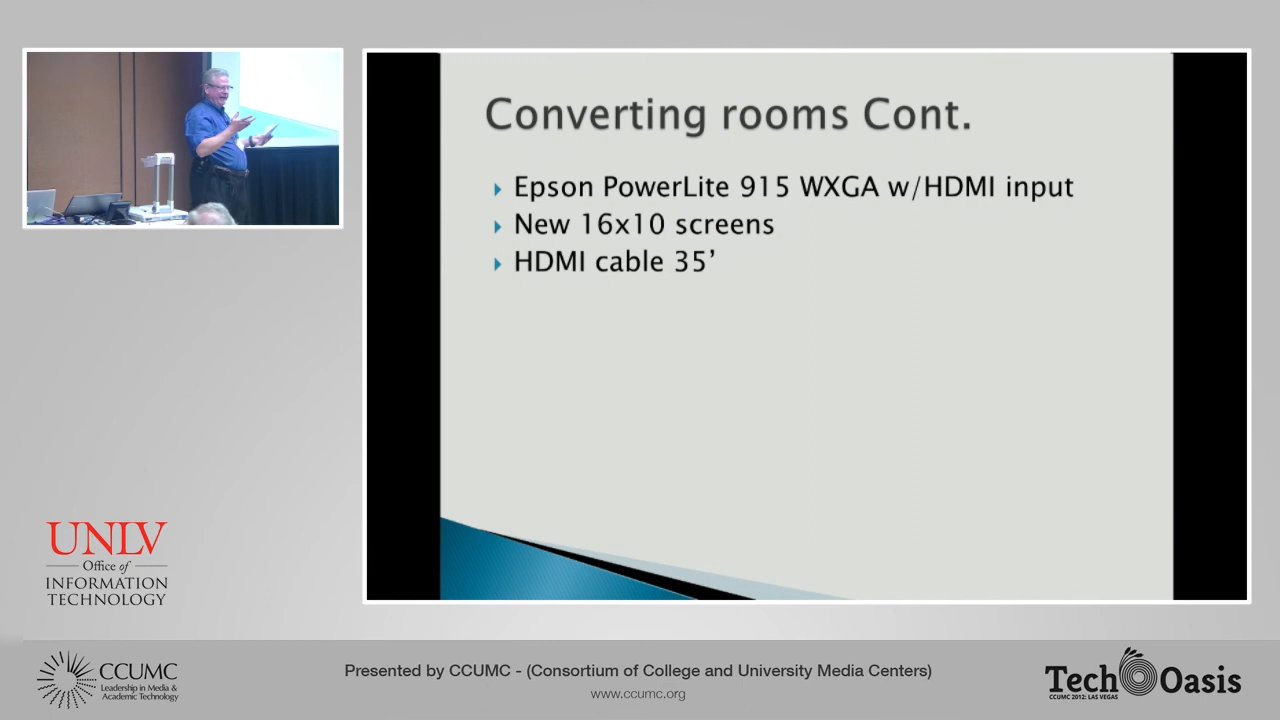 Converting rooms Cont.
Epson PowerLite 915 WXGA w/HDMI input
New 16x10 screens
HDMI cable 35’
UNLV
Office of
INFORMATION
TECHNOLOGY
CCUMC
Leadership in Media &
Academic Technology
Presented by CCUMC - (Consortium of College and University Media Centers)
www.ccumc.org
Tech Oasis
CCUMC 2012: LAS VEGAS